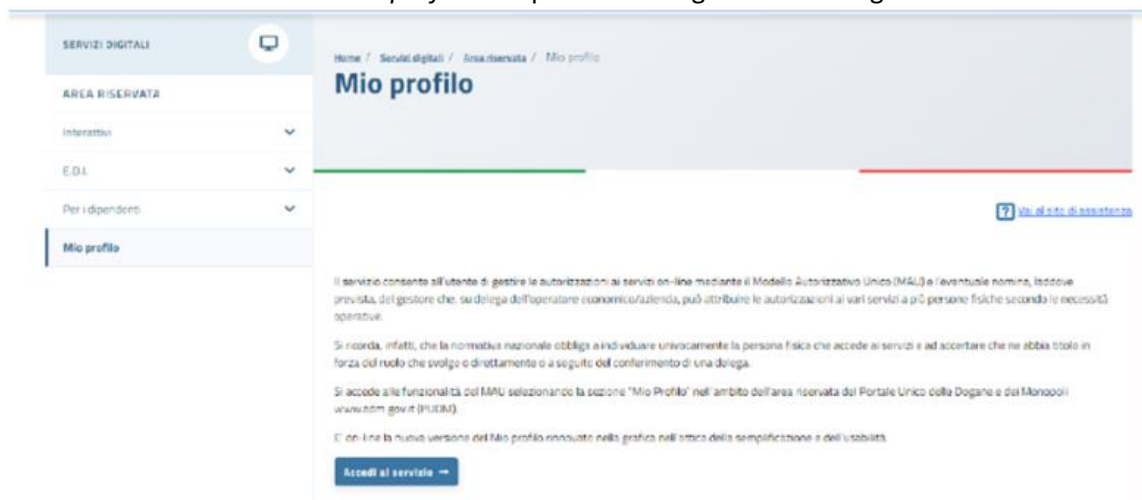 SERVIZI DIGITALI
AREA RISERVATA
Interattivi
E.D.I.
Per i dipendenti
Mio profilo
Home / Servizi digitali / Area riservata / Mio profilo
Mio profilo
Vai al sito di assistenza
Il servizio consente all'utente di gestire le autorizzazioni ai servizi on-line mediante il Modello Autorizzativo Unico (MAU) e l'eventuale nomina, laddove
prevista, del gestore che, su delega dell'operatore economico/azienda, può attribuire le autorizzazioni ai vari servizi a più persone fisiche secondo le necessità
operative.
Si ricorda, infatti, che la normativa nazionale obbliga a individuare univocamente la persona fisica che accede ai servizi e ad accertare che ne abbia titolo in
forza del ruolo che svolge o direttamente o a seguito del conferimento di una delega.
Si accede alle funzionalità del MAU selezionando la sezione "Mio Profilo" nell'ambito dell'area riservata del Portale Unico delle Dogane e dei Monopoli
www.adm.gov.it (PUDM).
E' on-line la nuova versione del Mio profilo rinnovato nella grafica nell'ottica della semplificazione e dell'usabilità.
Accedi al servizio →